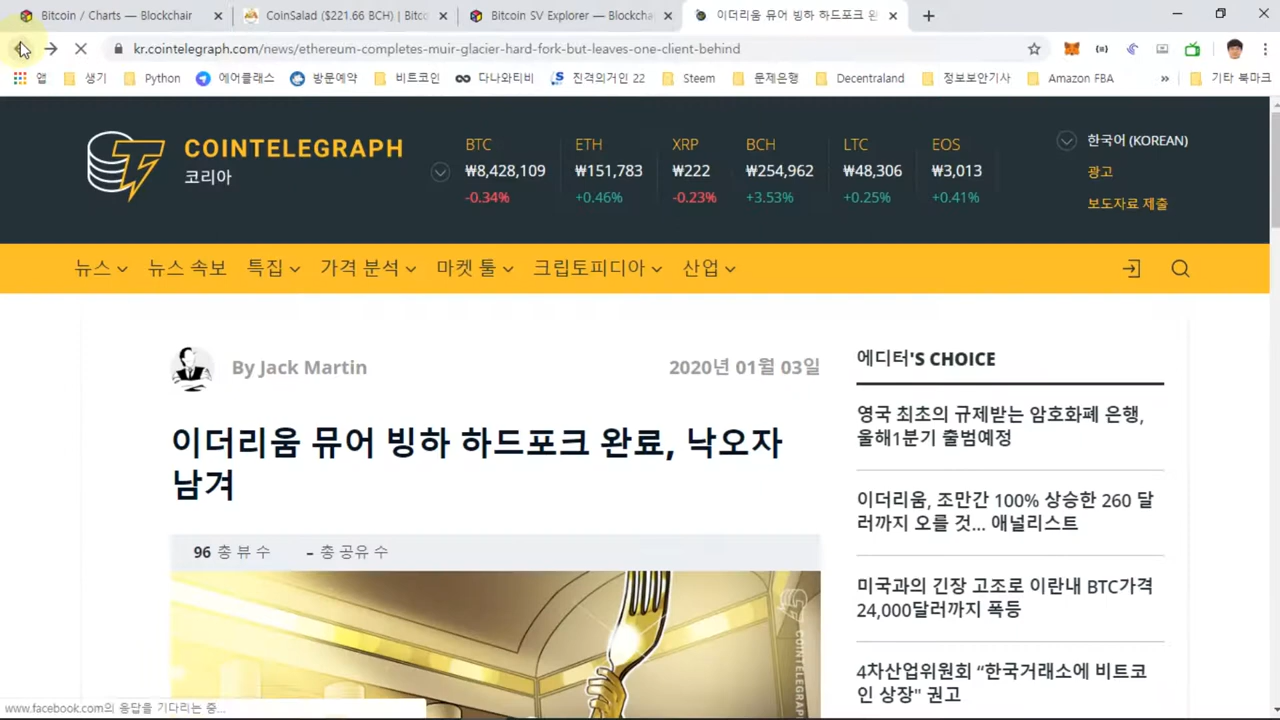 Bitcoin / Charts — Blockchair
CoinSalad ($221.66 BCH) | Bitc
Bitcoin SV Explorer — Blockcha
이더리움 뮤어 빙하 하드포크 완
kr.cointelegraph.com/news/ethereum-completes-muir-glacier-hard-fork-but-leaves-one-client-behind
앱 생기 Python 에어클래스 방문예약 비트코인 다나와티비 진격의거인 22 Steem 문제은행 Decentraland 정보보안기사 Amazon FBA » 기타 북마크
COINTELEGRAPH
코리아
BTC ETH XRP BCH LTC EOS
₩8,428,109 ₩151,783 ₩222 ₩254,962 ₩48,306 ₩3,013
-0.34% +0.46% -0.23% +3.53% +0.25% +0.41%
한국어 (KOREAN)
광고
보도자료 제출
뉴스 뉴스 속보 특집 가격 분석 마켓 툴 크립토피디아 산업
By Jack Martin 2020년 01월 03일
이더리움 뮤어 빙하 하드포크 완료, 낙오자
남겨
96 총 뷰 수 – 총 공유 수
COINTELEGRAP
에디터'S CHOICE
영국 최초의 규제받는 암호화폐 은행,
올해1분기 출범예정
이더리움, 조만간 100% 상승한 260 달
러까지 오를 것... 애널리스트
미국과의 긴장 고조로 이란내 BTC가격
24,000달러까지 폭등
4차산업위원회 “한국거래소에 비트코
인 상장" 권고
www.facebook.com의 응답을 기다리는 중...